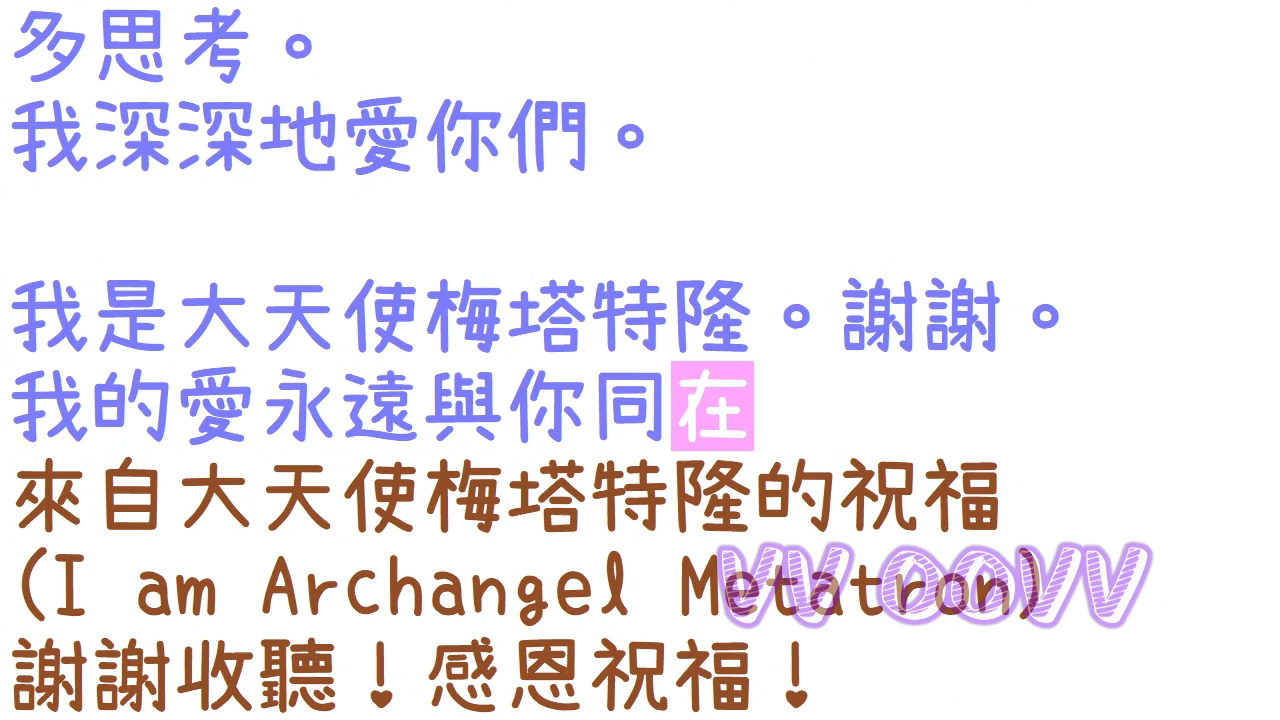 多思考。
我深深地愛你們。
我是大天使梅塔特隆。謝謝。
我的愛永遠與你同在
來自大天使梅塔特隆的祝福
(I am Archangel Metatron)
VV OOVV
謝謝收聽！感恩祝福！